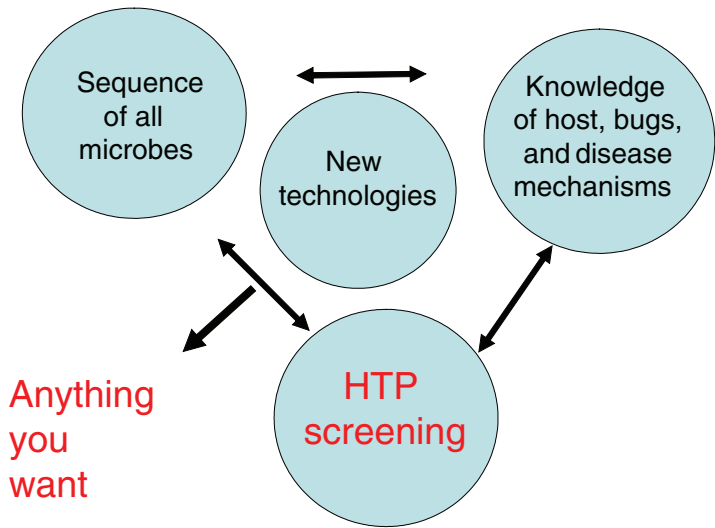 Sequence
of all
microbes
New
technologies
Knowledge
of host, bugs,
and disease
mechanisms
HTP
screening
Anything
you
want